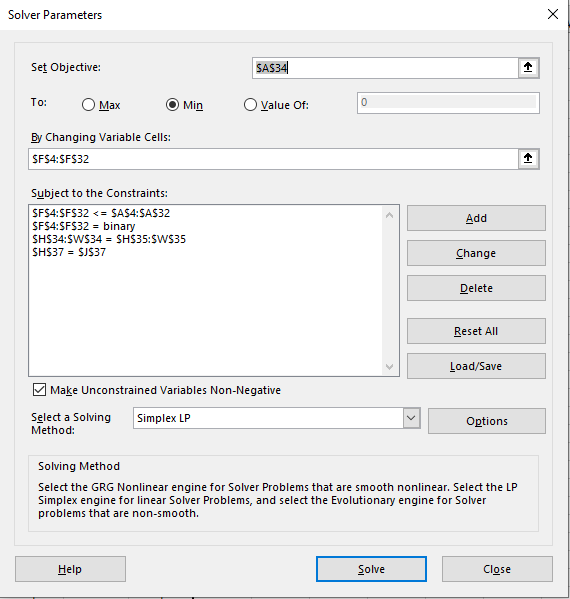 Solver Parameters
Set Objective:
$A$34
To:
Max
Min
Value Of:
0
By Changing Variable Cells:
$F$4:$F$32
Subject to the Constraints:
$F$4:$F$32 <= $A$4:$A$32
$F$4:$F$32 = binary
$H$34:$W$34 = $H$35:$W$35
$H$37 = $J$37
Add
Change
Delete
Reset All
Load/Save
Make Unconstrained Variables Non-Negative
Select a Solving
Method:
Simplex LP
Options
Solving Method
Select the GRG Nonlinear engine for Solver Problems that are smooth nonlinear. Select the LP
Simplex engine for linear Solver Problems, and select the Evolutionary engine for Solver
problems that are non-smooth.
Help
Solve
Close